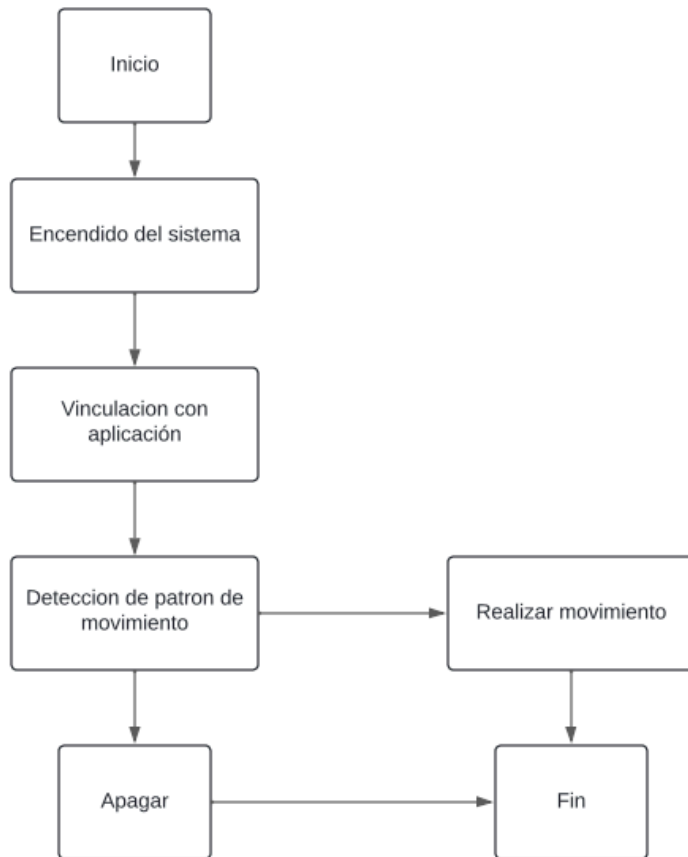 Inicio
Encendido del sistema
Vinculacion con
aplicación
Deteccion de patron de
movimiento
Realizar movimiento
Apagar
Fin